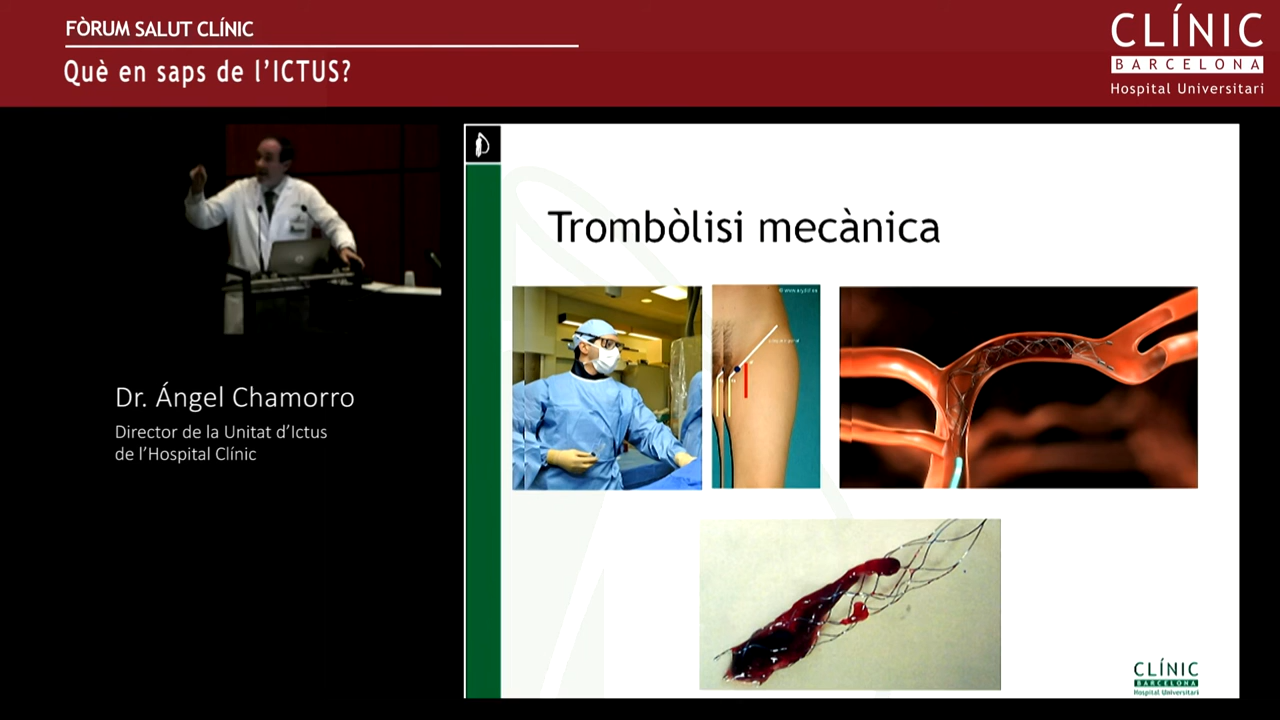 FÒRUM SALUT CLÍNIC
Què en saps de l'ICTUS?
CLÍNIC
BARCELONA
Hospital Universitari
Trombòlisi mecànica
Dr. Ángel Chamorro
Director de la Unitat d'Ictus
de l'Hospital Clínic
CLÍNIC
BARCELONA
Hospital Universitari